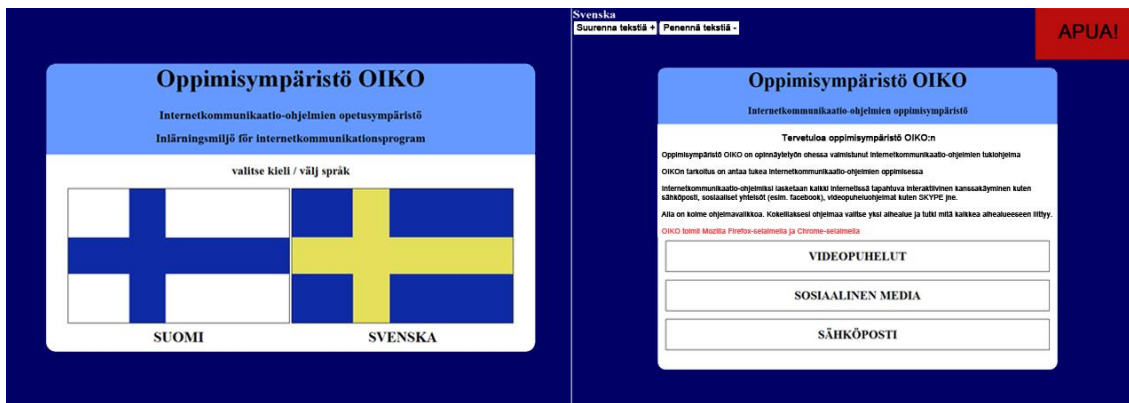 Oppimisympäristö OIKO
Internetkommunikaatio-ohjelmien opetusympäristö
Inlärningsmiljö för internetkommunikationsprogram
valitse kieli / välj språk
SUOMI
SVENSKA
Svenska
Suurenna tekstiä +
Penennä tekstiä -
APUA!
Oppimisympäristö OIKO
Internetkommunikaatio-ohjelmien oppimisympäristö
Tervetuloa oppimisympäristö OIKO:n
Oppimisympäristö OIKO on opinnäytetyön ohessa valmistunut internetkommunikaatio-ohjelmien tukiohjelma
OIKOn tarkoitus on antaa tukea internetkommunikaatio-ohjelmien oppimisessa
Internetkommunikaatio-ohjelmiksi lasketaan kaikki internetissä tapahtuva interaktiivinen kanssakäyminen kuten
sähköposti, sosiaaliset yhteisöt (esim. facebook), videopuheluohjelmat kuten SKYPE jne.
Alla on kolme ohjelmavalikkoa. Kokeillaksesi ohjelmaa valitse yksi aihealue ja tutki mitä kaikkea aihealueeseen liittyy.
OIKO toimii Mozilla Firefox-selaimella ja Chrome-selaimella
VIDEOPUHELUT
SOSIAALINEN MEDIA
SÄHKÖPOSTI